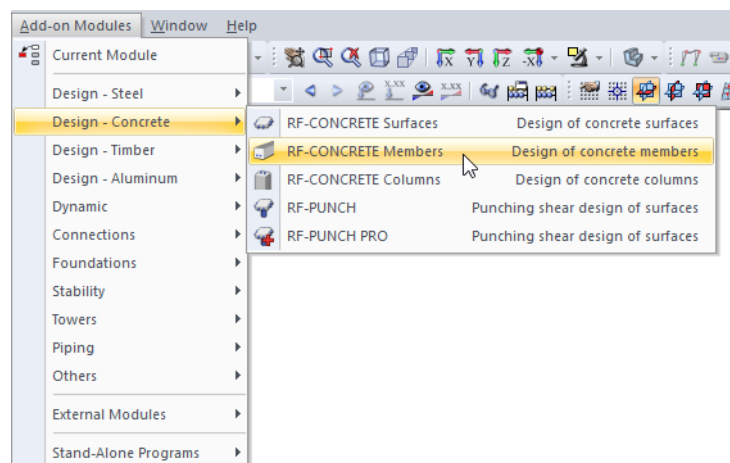 Add-on Modules Window Help
Current Module
Design - Steel
Design - Concrete
Design - Timber
Design - Aluminum
Dynamic
Connections
Foundations
Stability
Towers
Piping
Others
External Modules
Stand-Alone Programs
RF-CONCRETE Surfaces Design of concrete surfaces
RF-CONCRETE Members Design of concrete members
RF-CONCRETE Columns Design of concrete columns
RF-PUNCH Punching shear design of surfaces
RF-PUNCH PRO Punching shear design of surfaces
X Y Z -X
x.xx x.xx